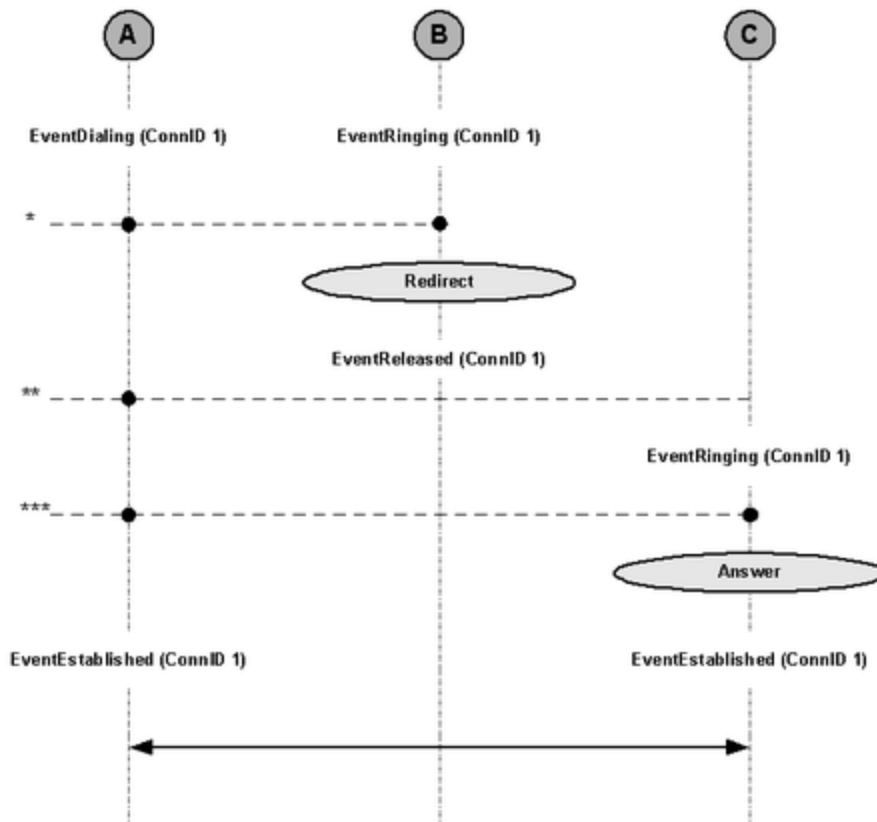 A B C
EventDialing (ConnID 1) EventRinging (ConnID 1)
*
Redirect
EventReleased (ConnID 1)
**
EventRinging (ConnID 1)
***
Answer
EventEstablished (ConnID 1) EventEstablished (ConnID 1)